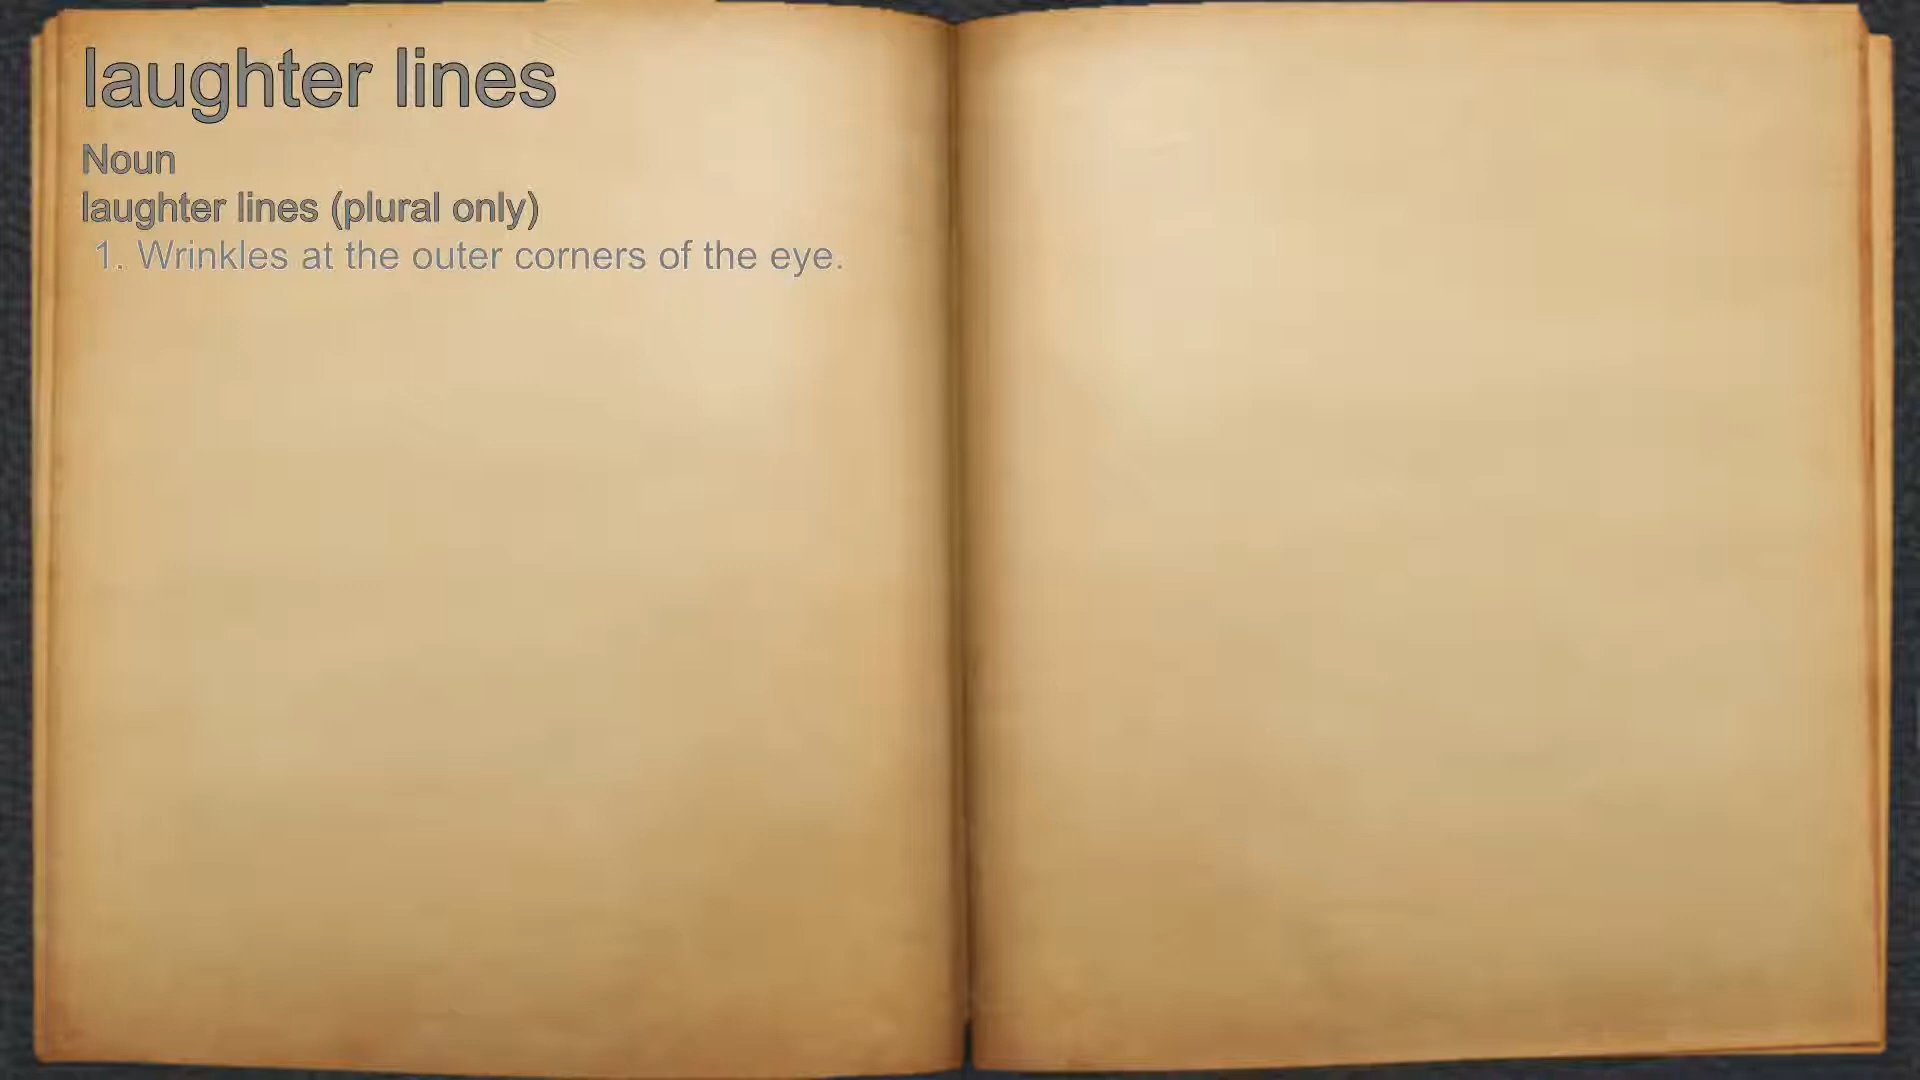 laughter lines
Noun
laughter lines (plural only)
1. Wrinkles at the outer corners of the eye.